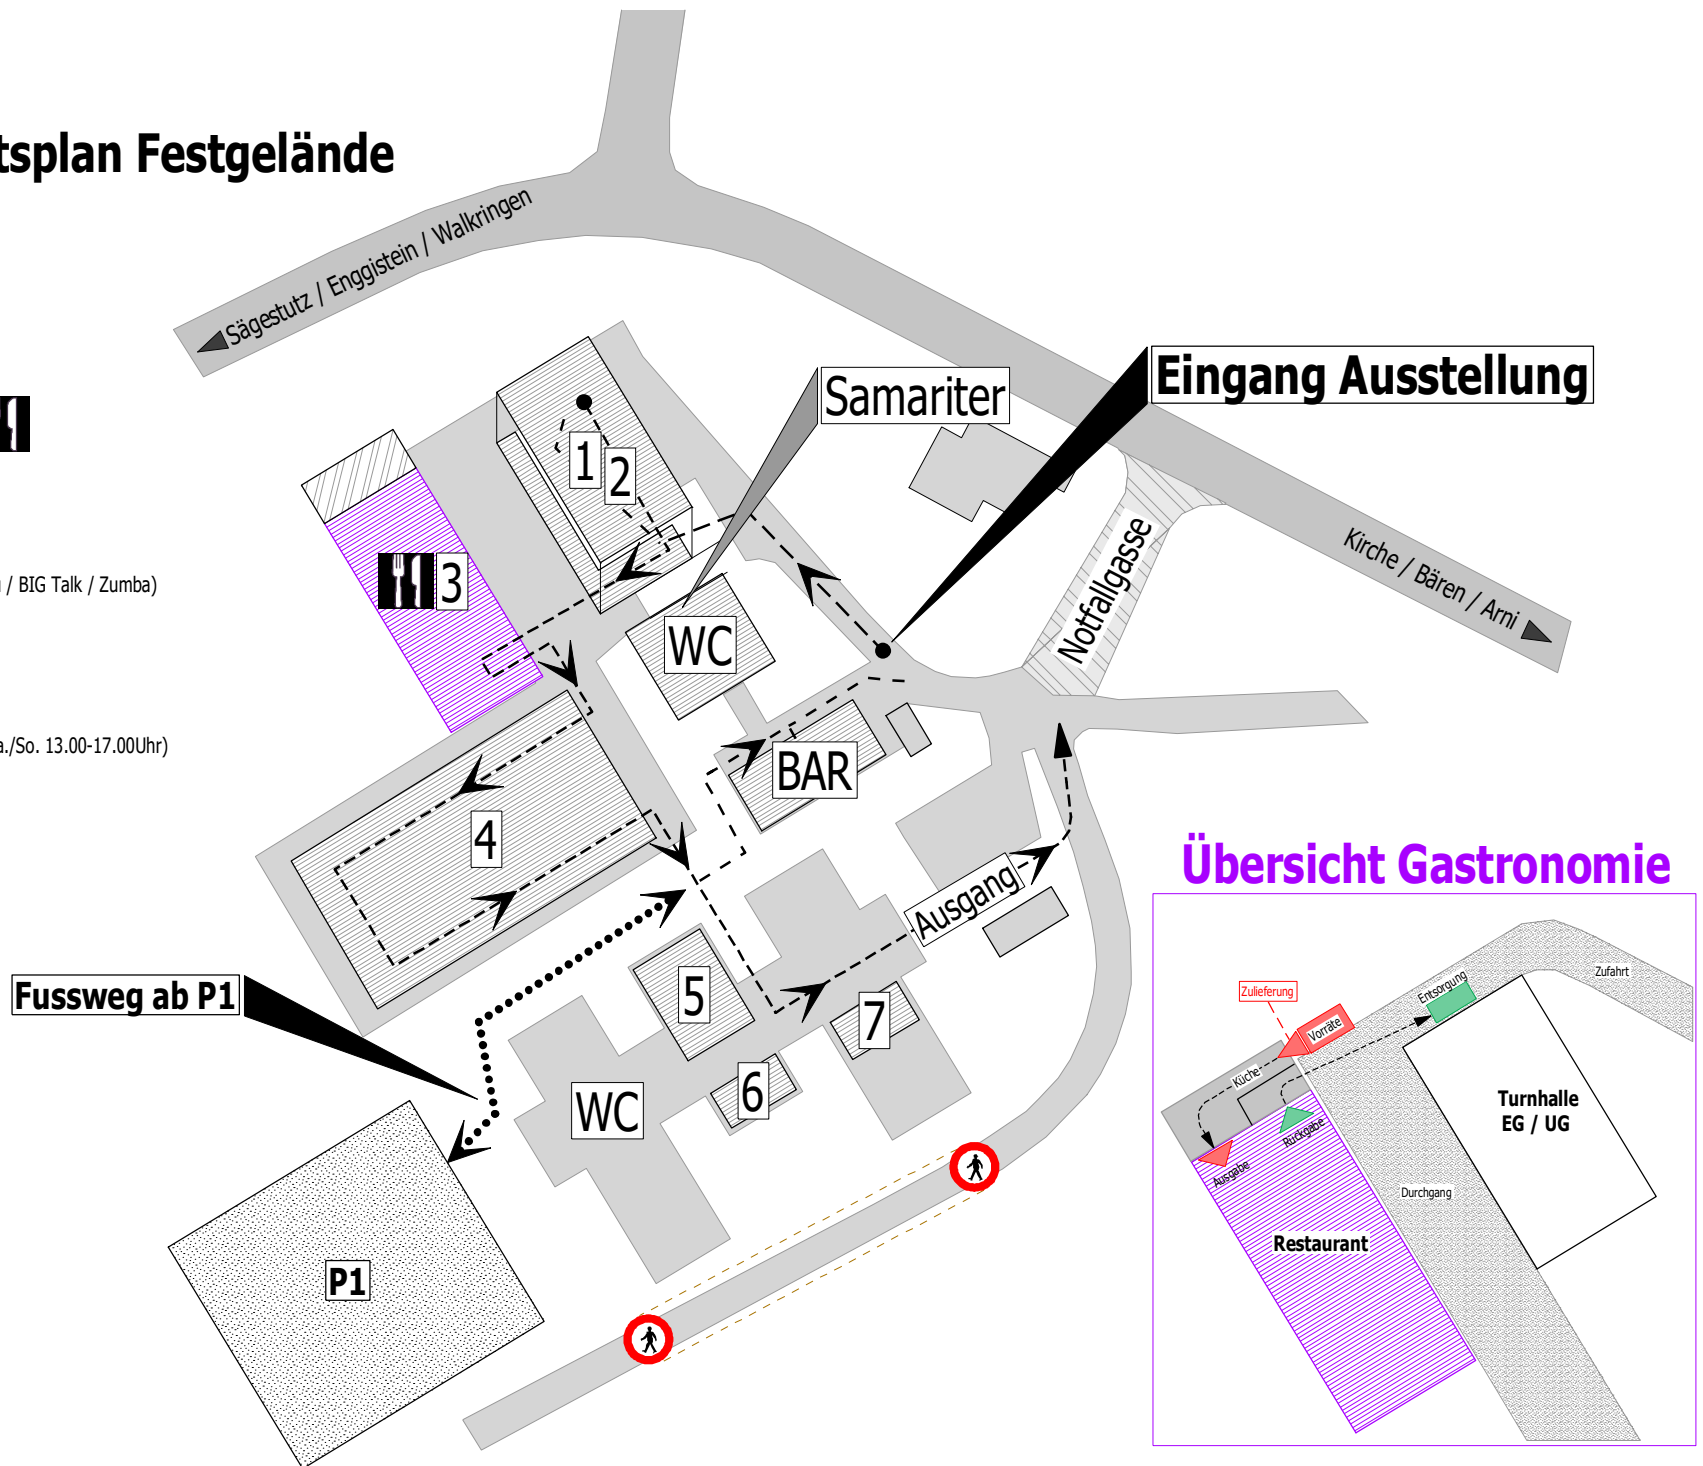 tsplan Festgelände
Sägestutz / Enggistein / Walkringen
Samariter
Eingang Ausstellung
1
2
3
/ BIG Talk / Zumba)
Notfallgasse
Kirche / Bären / Arni
WC
a./So. 13.00-17.00Uhr)
BAR
4
Ausgang
Fussweg ab P1
5
7
6
WC
P1
Übersicht Gastronomie
Zufahrt
Entsorgung
Zulieferung
Vorräte
Küche
Turnhalle
EG / UG
Rückgabe
Ausgabe
Durchgang
Restaurant